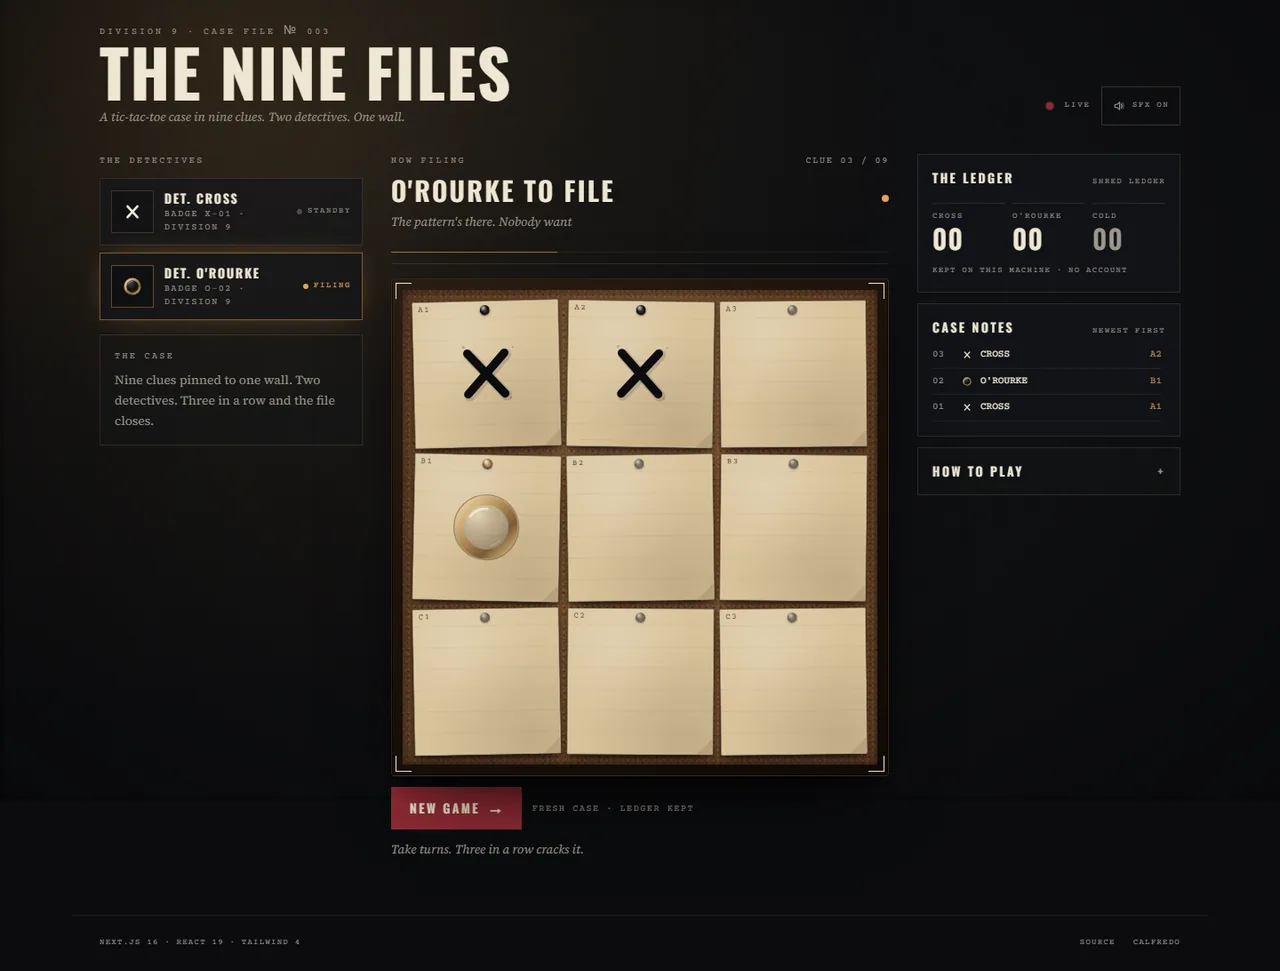 DIVISION 9 · CASE FILE № 003
THE NINE FILES
A tic-tac-toe case in nine clues. Two detectives. One wall.
LIVE
SFX ON
THE DETECTIVES
DET. CROSS
BADGE X-01 ·
DIVISION 9
STANDBY
DET. O'ROURKE
BADGE O-02 ·
DIVISION 9
FILING
THE CASE
Nine clues pinned to one wall. Two
detectives. Three in a row and the file
closes.
NOW FILING
CLUE 03 / 09
O'ROURKE TO FILE
The pattern's there. Nobody want
A1
A2
A3
B1
B2
B3
C1
C2
C3
NEW GAME →
FRESH CASE · LEDGER KEPT
Take turns. Three in a row cracks it.
THE LEDGER
SHRED LEDGER
CROSS
O'ROURKE
COLD
00
00
00
KEPT ON THIS MACHINE · NO ACCOUNT
CASE NOTES
NEWEST FIRST
03 CROSS A2
02 O'ROURKE B1
01 CROSS A1
HOW TO PLAY +
NEXT.JS 16 · REACT 19 · TAILWIND 4
SOURCE CALFREDO